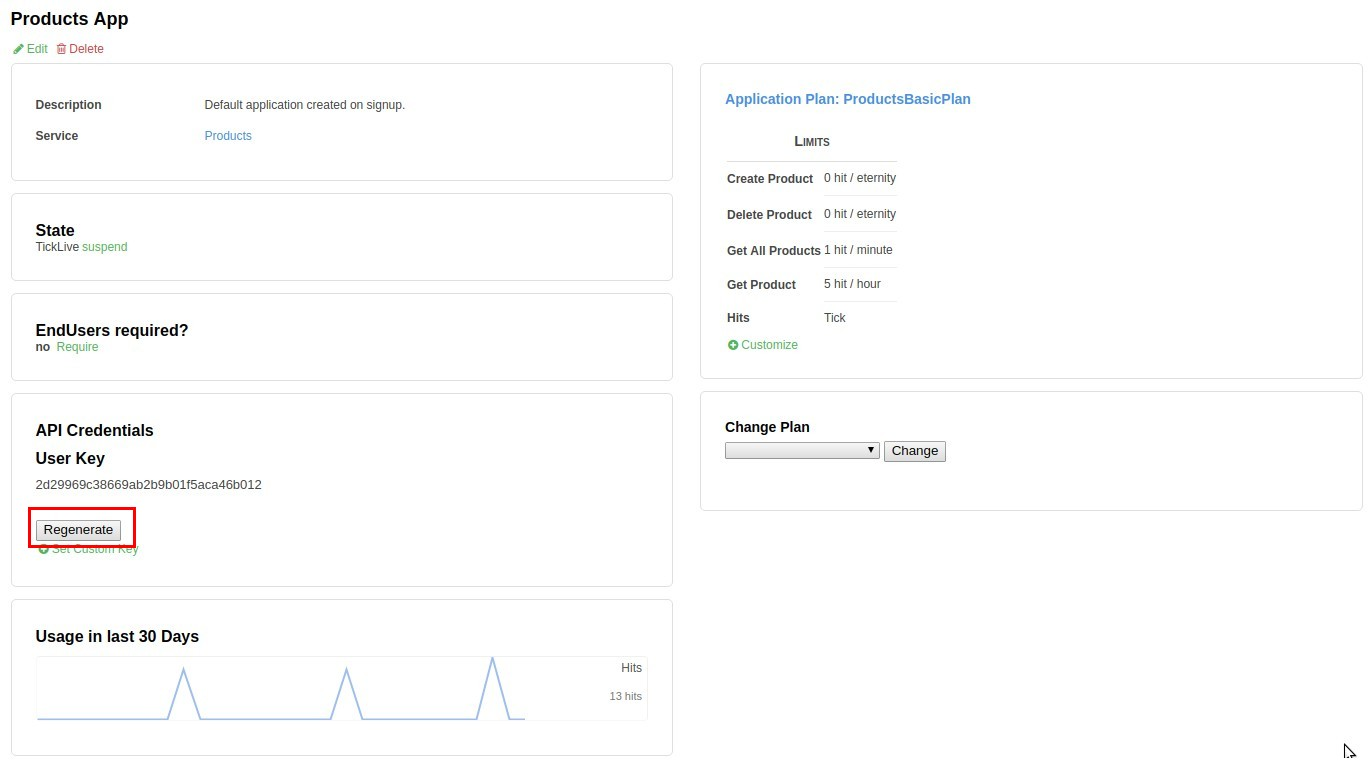 Products App
Edit Delete
Description Default application created on signup.
Service Products
State
TickLive suspend
EndUsers required?
no Require
API Credentials
User Key
2d29969c38669ab2b9b01f5aca46b012
Regenerate
Set Custom Key
Usage in last 30 Days
Hits
13 hits
Application Plan: ProductsBasicPlan
LIMITS
Create Product 0 hit / eternity
Delete Product 0 hit / eternity
Get All Products 1 hit / minute
Get Product 5 hit / hour
Hits Tick
Customize
Change Plan
Change